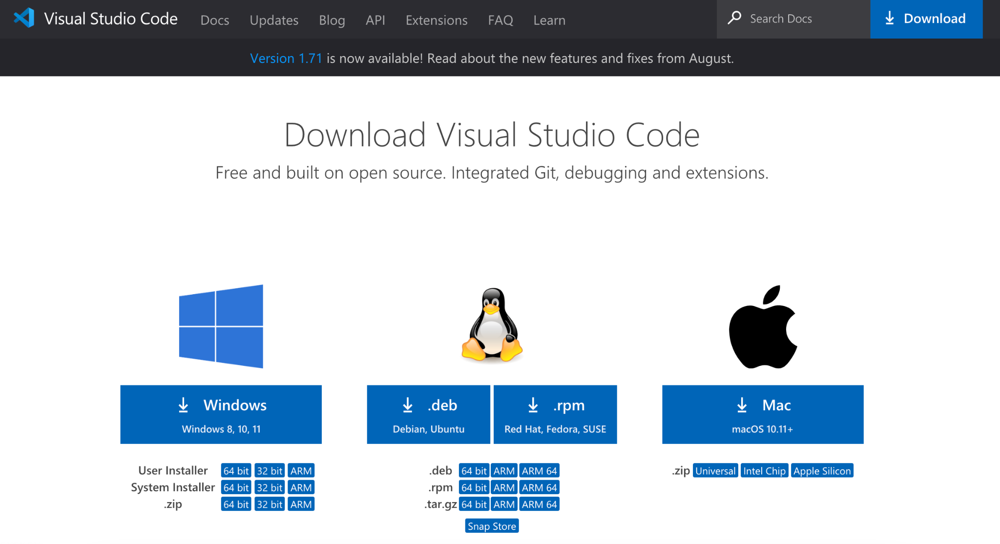 Visual Studio Code Docs Updates Blog API Extensions FAQ Learn Search Docs Download
Version 1.71 is now available! Read about the new features and fixes from August.
Download Visual Studio Code
Free and built on open source. Integrated Git, debugging and extensions.
Windows
Windows 8, 10, 11
User Installer 64 bit 32 bit ARM
System Installer 64 bit 32 bit ARM
.zip 64 bit 32 bit ARM
.deb
Debian, Ubuntu
.rpm
Red Hat, Fedora, SUSE
.deb 64 bit ARM ARM 64
.rpm 64 bit ARM ARM 64
.tar.gz 64 bit ARM ARM 64
Snap Store
Mac
macOS 10.11+
.zip Universal Intel Chip Apple Silicon